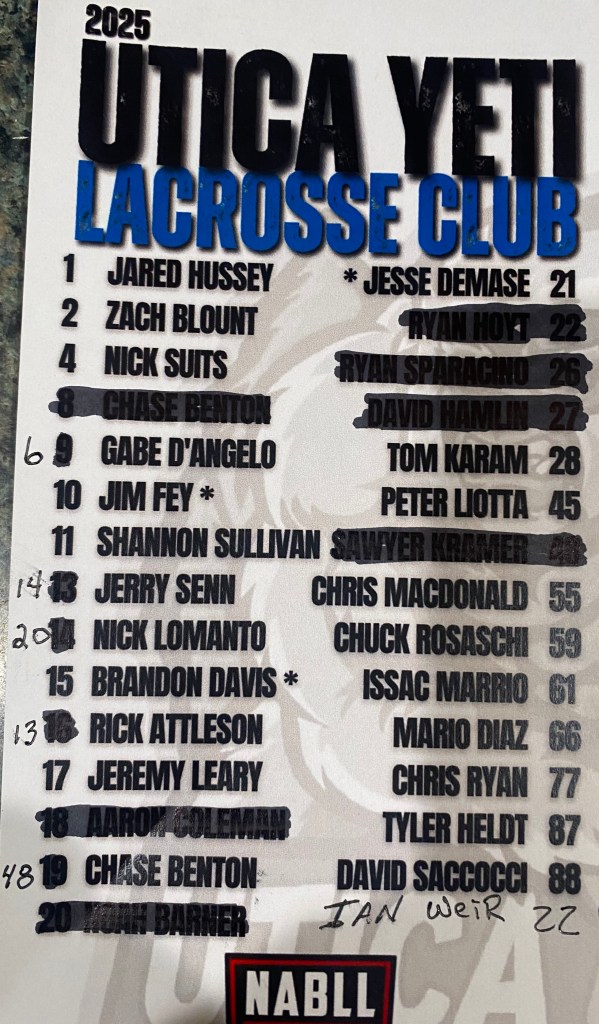 2025
UTICA YETI
LACROSSE CLUB
1 JARED HUSSEY * JESSE DEMASE 21
2 ZACH BLOUNT RYAN HOYT 22
4 NICK SUITS RYAN SPARACINO 26
8 CHASE BENTON DAVID HAMLIN 27
6 9 GABE D'ANGELO TOM KARAM 28
10 JIM FEY * PETER LIOTTA 45
11 SHANNON SULLIVAN SAWYER KRAMER
14 13 JERRY SENN CHRIS MACDONALD 55
20 NICK LOMANTO CHUCK ROSASCHI 59
15 BRANDON DAVIS * ISSAC MARRIO 61
13 RICK ATTLESON MARIO DIAZ 66
17 JEREMY LEARY CHRIS RYAN 77
18 AARON COLEMAN TYLER HELDT 87
48 19 CHASE BENTON DAVID SACCOCCI 88
20 NOAH BARNER IAN WEIR 22
NABLL
UTICA